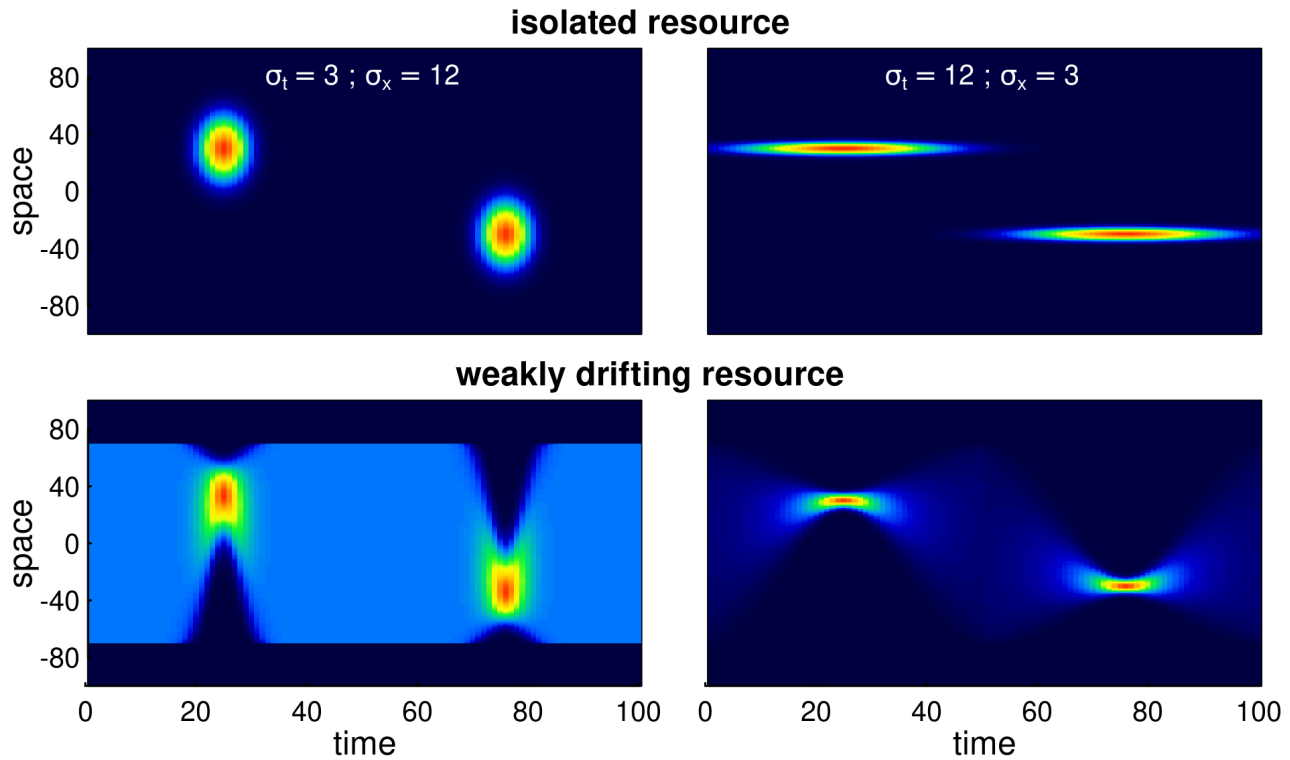 isolated resource
σt = 3 ; σx = 12
σt = 12 ; σx = 3
80
40
0
-40
-80
space
weakly drifting resource
80
40
0
-40
-80
space
0 20 40 60 80 100
0 20 40 60 80 100
time
time